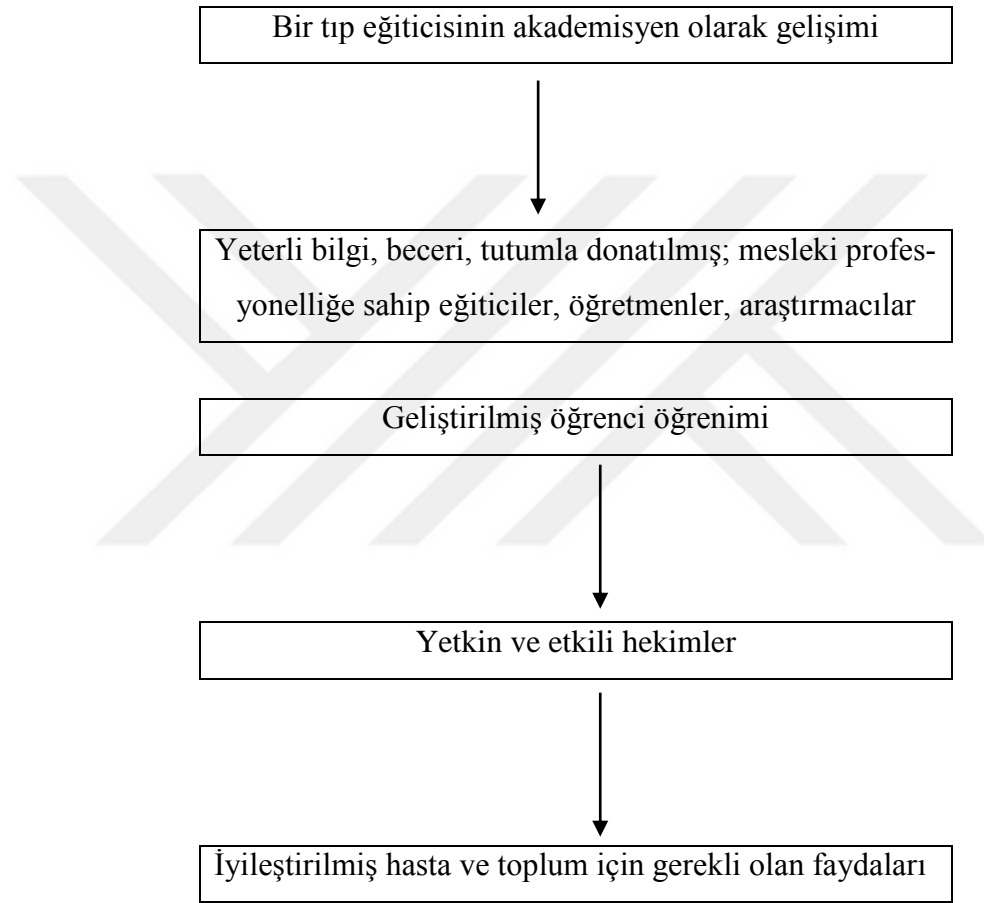 Bir tıp eğiticisinin akademisyen olarak gelişimi
Yeterli bilgi, beceri, tutumla donatılmış; mesleki profes-
yonelliğe sahip eğiticiler, öğretmenler, araştırmacılar
Geliştirilmiş öğrenci öğrenimi
Yetkin ve etkili hekimler
İyileştirilmiş hasta ve toplum için gerekli olan faydaları